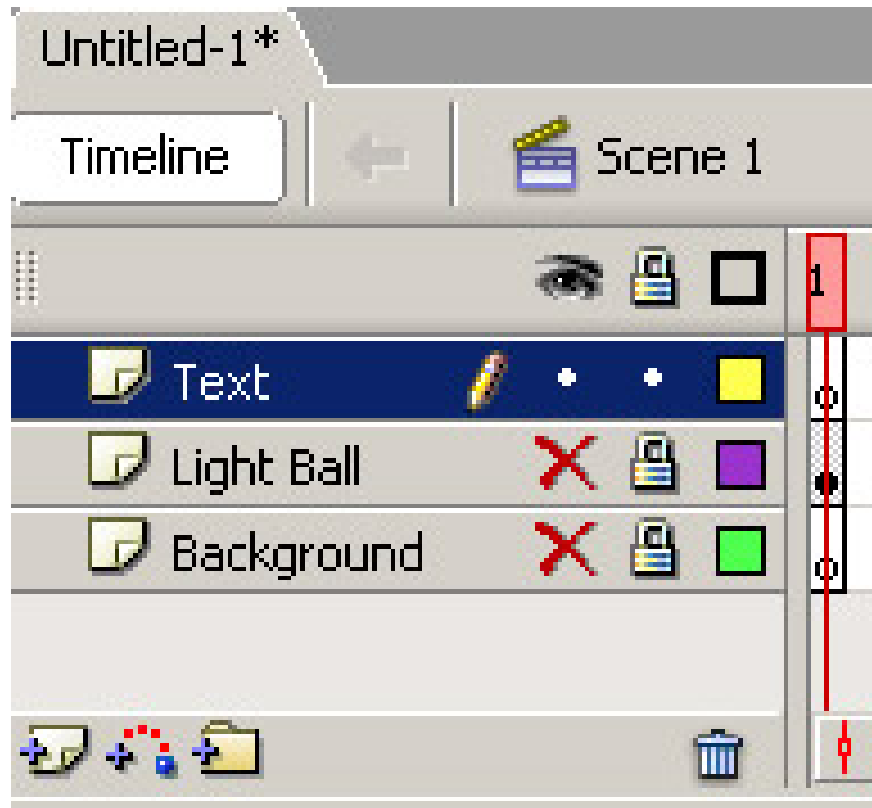 Untitled-1*
Timeline Scene 1
1
Text
Light Ball
Background